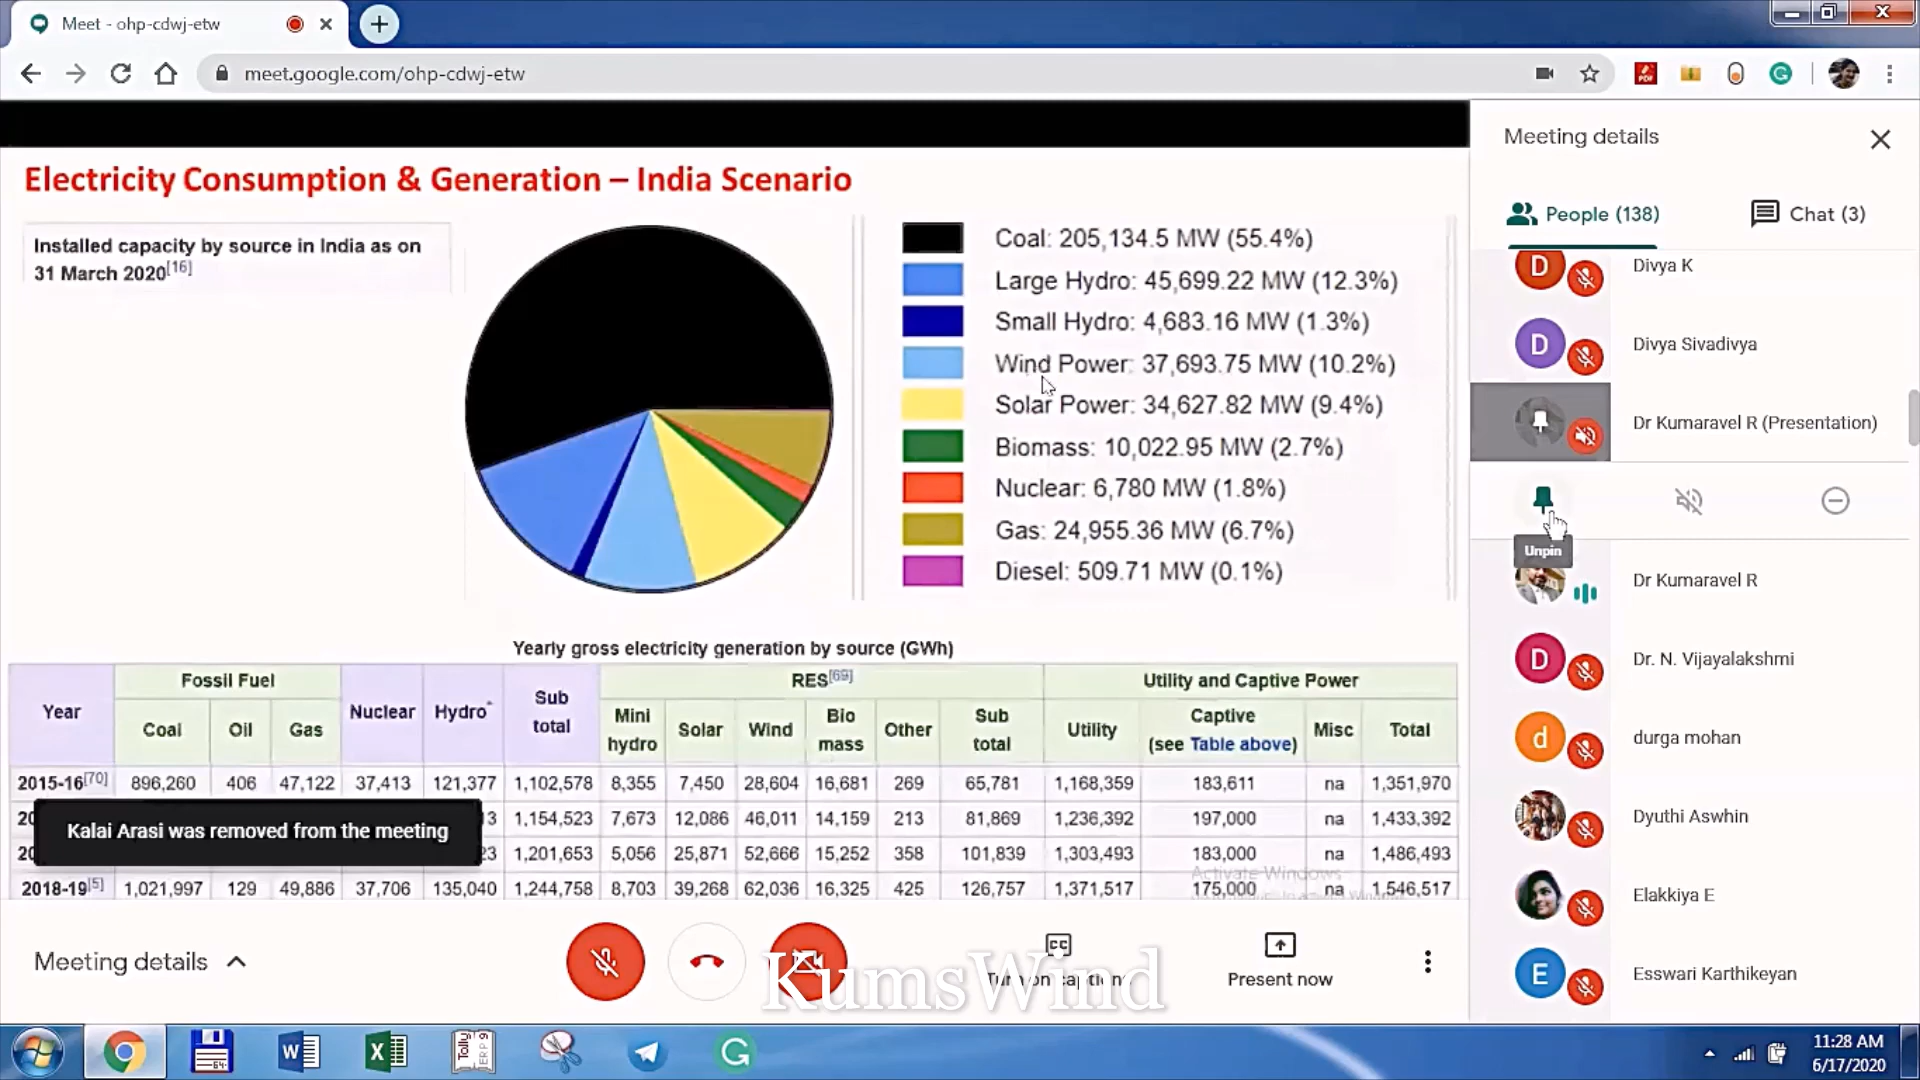 Meet - ohp-cdwj-etw
meet.google.com/ohp-cdwj-etw
Electricity Consumption & Generation – India Scenario
Installed capacity by source in India as on
31 March 2020[16]
Coal: 205,134.5 MW (55.4%)
Large Hydro: 45,699.22 MW (12.3%)
Small Hydro: 4,683.16 MW (1.3%)
Wind Power: 37,693.75 MW (10.2%)
Solar Power: 34,627.82 MW (9.4%)
Biomass: 10,022.95 MW (2.7%)
Nuclear: 6,780 MW (1.8%)
Gas: 24,955.36 MW (6.7%)
Diesel: 509.71 MW (0.1%)
Yearly gross electricity generation by source (GWh)
Year Fossil Fuel Nuclear Hydro* Sub total RES[69] Utility and Captive Power
Coal Oil Gas Mini hydro Solar Wind Bio mass Other Sub total Utility Captive (see Table above) Misc Total
2015-16[70] 896,260 406 47,122 37,413 121,377 1,102,578 8,355 7,450 28,604 16,681 269 65,781 1,168,359 183,611 na 1,351,970
1,154,523 7,673 12,086 46,011 14,159 213 81,869 1,236,392 197,000 na 1,433,392
1,201,653 5,056 25,871 52,666 15,252 358 101,839 1,303,493 183,000 na 1,486,493
2018-19[5] 1,021,997 129 49,886 37,706 135,040 1,244,758 8,703 39,268 62,036 16,325 425 126,757 1,371,517 175,000 na 1,546,517
Kalai Arasi was removed from the meeting
Activate Windows
Meeting details
People (138)
Chat (3)
D Divya K
D Divya Sivadivya
Dr Kumaravel R (Presentation)
Unpin
Dr Kumaravel R
D Dr. N. Vijayalakshmi
d durga mohan
Dyuthi Aswhin
Elakkiya E
E Esswari Karthikeyan
Meeting details
Turn on captions
Present now
KumsWind
11:28 AM
6/17/2020